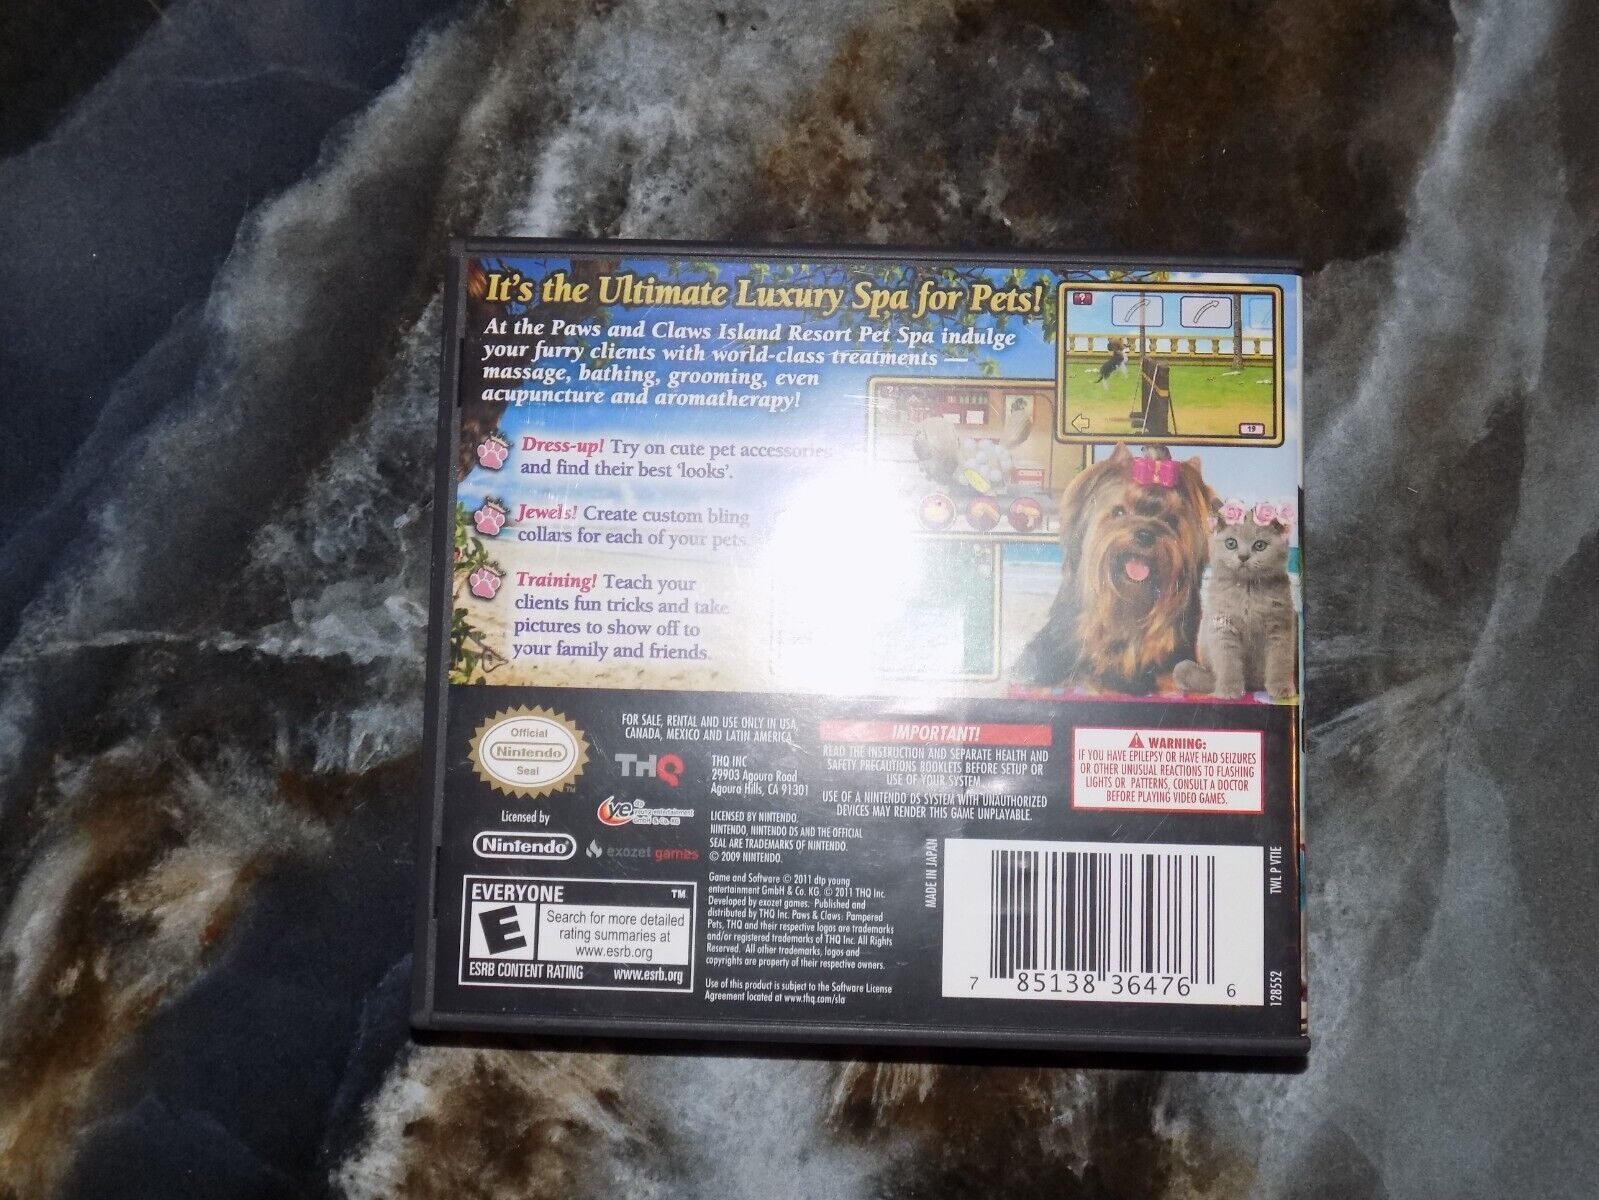 It's the Ultimate Luxury Spa for Pets!
At the Paws and Claws Island Resort Pet Spa indulge
your furry clients with world-class treatments —
massage, bathing, grooming, even
acupuncture and aromatherapy!
Dress-up! Try on cute pet accessories
and find their best 'looks'.
Jewels! Create custom bling
collars for each of your pets.
Training! Teach your
clients fun tricks and take
pictures to show off to
your family and friends.
?
19
Official
Nintendo
Seal
TM
Licensed by
Nintendo
FOR SALE, RENTAL AND USE ONLY IN USA,
CANADA, MEXICO AND LATIN AMERICA
THQ
THQ INC
29903 Agoura Road
Agoura Hills, CA 91301
dtp
young entertainment
GmbH & Co. KG
exozet games
LICENSED BY NINTENDO.
NINTENDO, NINTENDO DS AND THE OFFICIAL
SEAL ARE TRADEMARKS OF NINTENDO.
© 2009 NINTENDO.
Game and Software © 2011 dtp young
entertainment GmbH & Co. KG. © 2011 THQ Inc.
Developed by exozet games. Published and
distributed by THQ Inc. Paws & Claws: Pampered
Pets, THQ and their respective logos are trademarks
and/or registered trademarks of THQ Inc. All Rights
Reserved. All other trademarks, logos and
copyrights are property of their respective owners.
Use of this product is subject to the Software License
Agreement located at www.thq.com/sla
IMPORTANT!
READ THE INSTRUCTION AND SEPARATE HEALTH AND
SAFETY PRECAUTIONS BOOKLETS BEFORE SETUP OR
USE OF YOUR SYSTEM.
USE OF A NINTENDO DS SYSTEM WITH UNAUTHORIZED
DEVICES MAY RENDER THIS GAME UNPLAYABLE.
WARNING:
IF YOU HAVE EPILEPSY OR HAVE HAD SEIZURES
OR OTHER UNUSUAL REACTIONS TO FLASHING
LIGHTS OR PATTERNS, CONSULT A DOCTOR
BEFORE PLAYING VIDEO GAMES.
EVERYONE TM
E
Search for more detailed
rating summaries at
www.esrb.org
ESRB CONTENT RATING www.esrb.org
MADE IN JAPAN
7 85138 36476 6
TWL P VTIE
128552